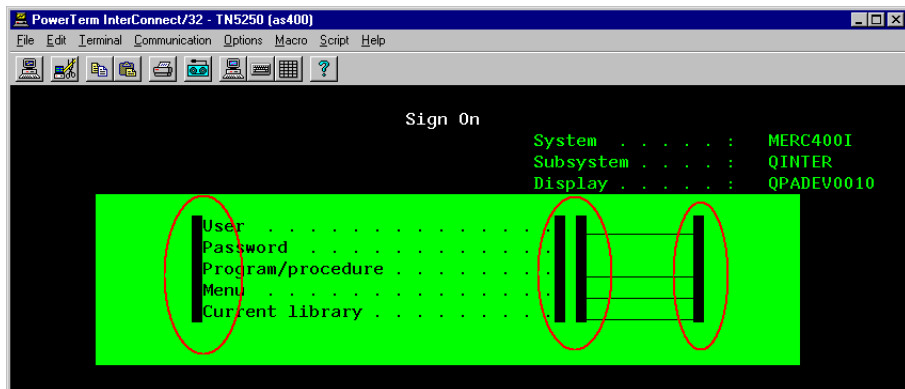 PowerTerm InterConnect/32 - TN5250 (as400)
File Edit Terminal Communication Options Macro Script Help
Sign On
System . . . . . : MERC400I
Subsystem . . . . : QINTER
Display . . . . . : QPADEV0010
User . . . . . . . . . . . . . .
Password . . . . . . . . . . . .
Program/procedure . . . . . . . .
Menu . . . . . . . . . . . . . .
Current library . . . . . . . . .